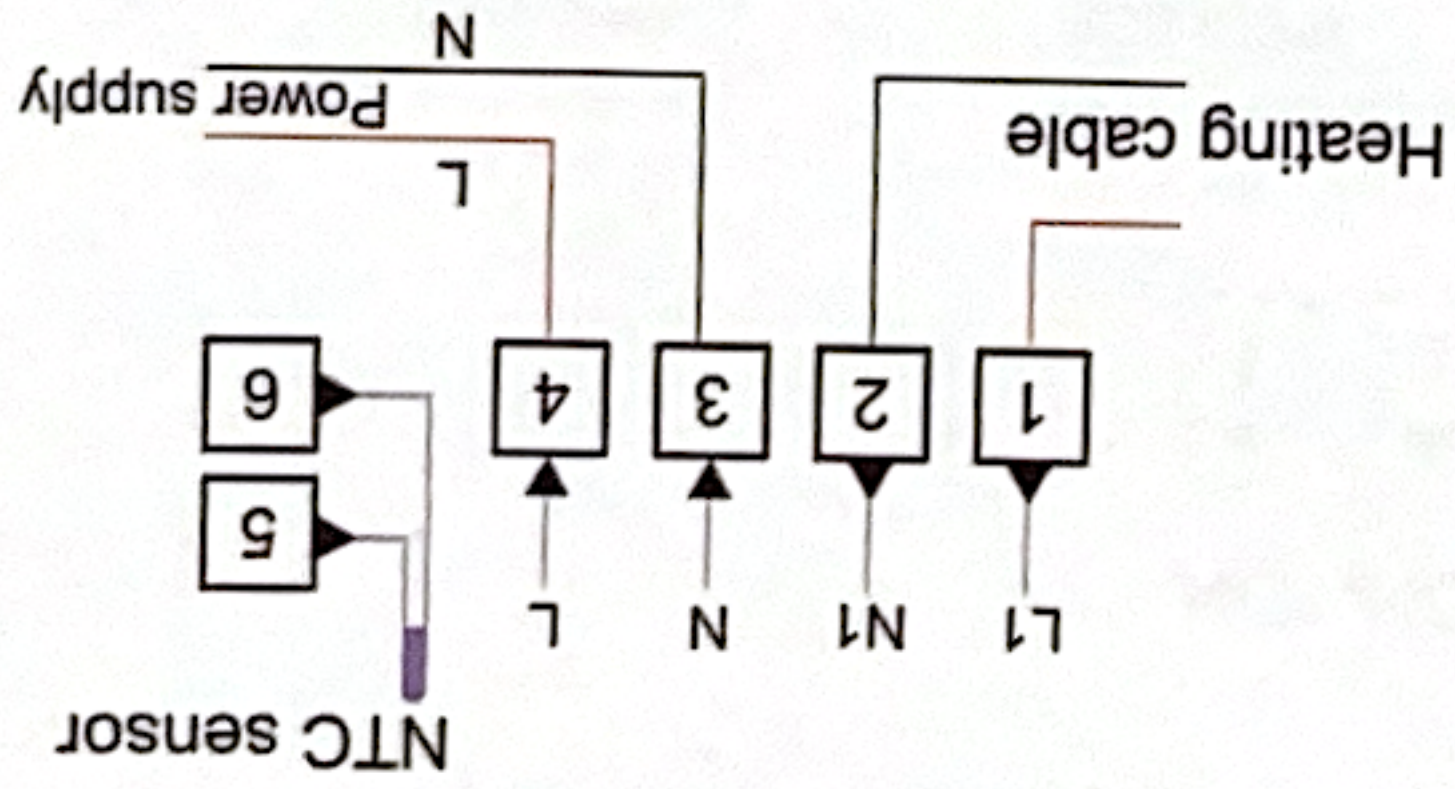 NTC sensor
L1 N1 N L
5
1 2 3 4 6
L
Heating cable
Power supply
N